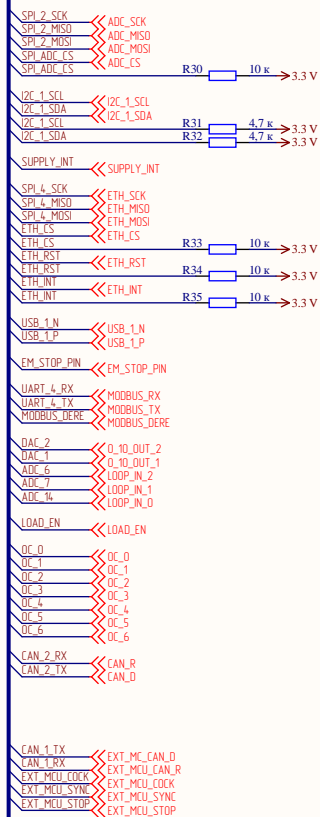 SPI_2_SCK ADC_SCK
SPI_2_MISO ADC_MISO
SPI_2_MOSI ADC_MOSI
SPI_ADC_CS ADC_CS
SPI_ADC_CS R30 10 к 3.3 V
I2C_1_SCL I2C_1_SCL
I2C_1_SDA I2C_1_SDA
I2C_1_SCL R31 4,7 к 3.3 V
I2C_1_SDA R32 4,7 к 3.3 V
SUPPLY_INT SUPPLY_INT
SPI_4_SCK ETH_SCK
SPI_4_MISO ETH_MISO
SPI_4_MOSI ETH_MOSI
ETH_CS ETH_CS
ETH_CS R33 10 к 3.3 V
ETH_RST ETH_RST
ETH_RST R34 10 к 3.3 V
ETH_INT ETH_INT
ETH_INT R35 10 к 3.3 V
USB_1_N USB_1_N
USB_1_P USB_1_P
EM_STOP_PIN EM_STOP_PIN
UART_4_RX MODBUS_RX
UART_4_TX MODBUS_TX
MODBUS_DERE MODBUS_DERE
DAC_2 0_10_OUT_2
DAC_1 0_10_OUT_1
ADC_6 LOOP_IN_2
ADC_7 LOOP_IN_1
ADC_14 LOOP_IN_0
LOAD_EN LOAD_EN
OC_0 OC_0
OC_1 OC_1
OC_2 OC_2
OC_3 OC_3
OC_4 OC_4
OC_5 OC_5
OC_6 OC_6
CAN_2_RX CAN_R
CAN_2_TX CAN_D
CAN_1_TX EXT_MC_CAN_D
CAN_1_RX EXT_MCU_CAN_R
EXT_MCU_COCK EXT_MCU_COCK
EXT_MCU_SYNC EXT_MCU_SYNC
EXT_MCU_STOP EXT_MCU_STOP